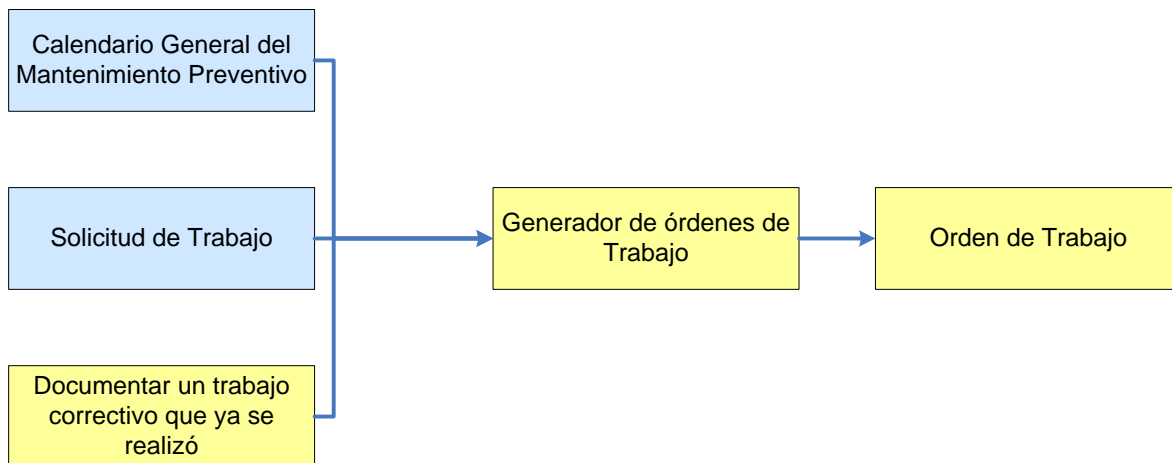 Calendario General del
Mantenimiento Preventivo
Solicitud de Trabajo
Generador de órdenes de
Trabajo
Orden de Trabajo
Documentar un trabajo
correctivo que ya se
realizó